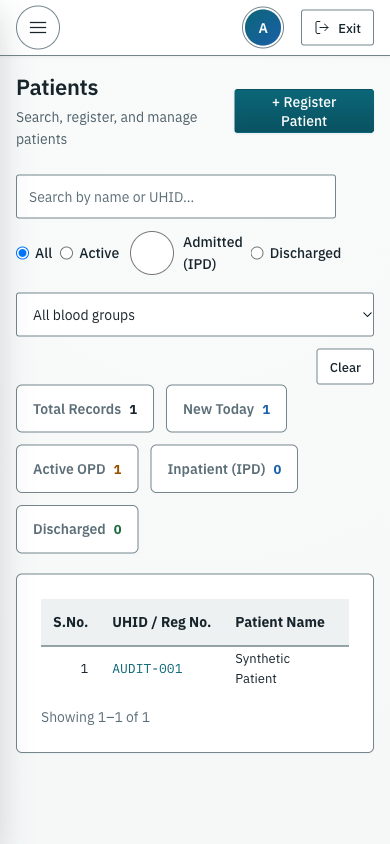 A
Exit
Patients
Search, register, and manage
patients
+ Register
Patient
Search by name or UHID...
All
Active
Admitted
(IPD)
Discharged
All blood groups
Clear
Total Records 1
New Today 1
Active OPD 1
Inpatient (IPD) 0
Discharged 0
S.No. UHID / Reg No. Patient Name
1 AUDIT-001 Synthetic
Patient
Showing 1–1 of 1